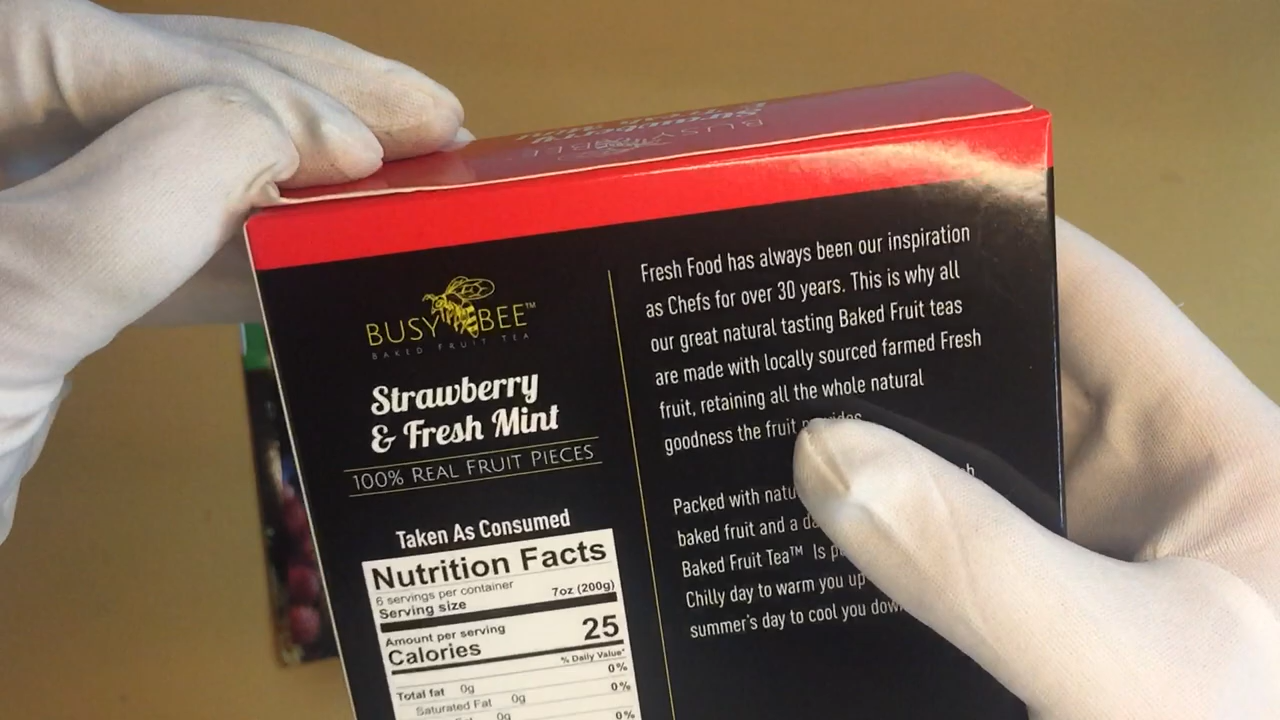 BUSY BEE
Strawberry
BUSY BEE™
BAKED FRUIT TEA
Strawberry
& Fresh Mint
100% REAL FRUIT PIECES
Taken As Consumed
Nutrition Facts
6 servings per container
Serving size 7oz (200g)
Amount per serving
Calories 25
% Daily Value*
Total fat 0g 0%
Saturated Fat 0g 0%
0g 0%
Fresh Food has always been our inspiration
as Chefs for over 30 years. This is why all
our great natural tasting Baked Fruit teas
are made with locally sourced farmed Fresh
fruit, retaining all the whole natural
goodness the fruit
Packed with
baked fruit and a
Baked Fruit Tea™ Is
Chilly day to warm you up
summer's day to cool you down